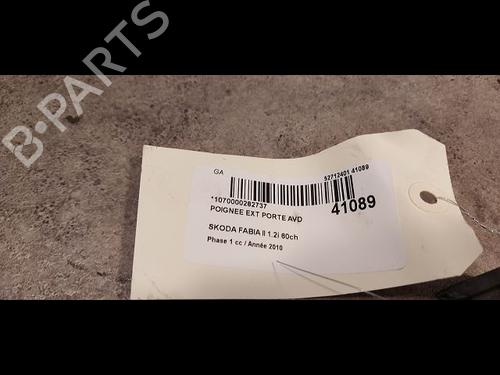 B-PARTS
GA
52712401 41089
*1070000282737
POIGNEE EXT PORTE AVD
41089
SKODA FABIA II 1.2i 60ch
Phase 1 cc / Année 2010